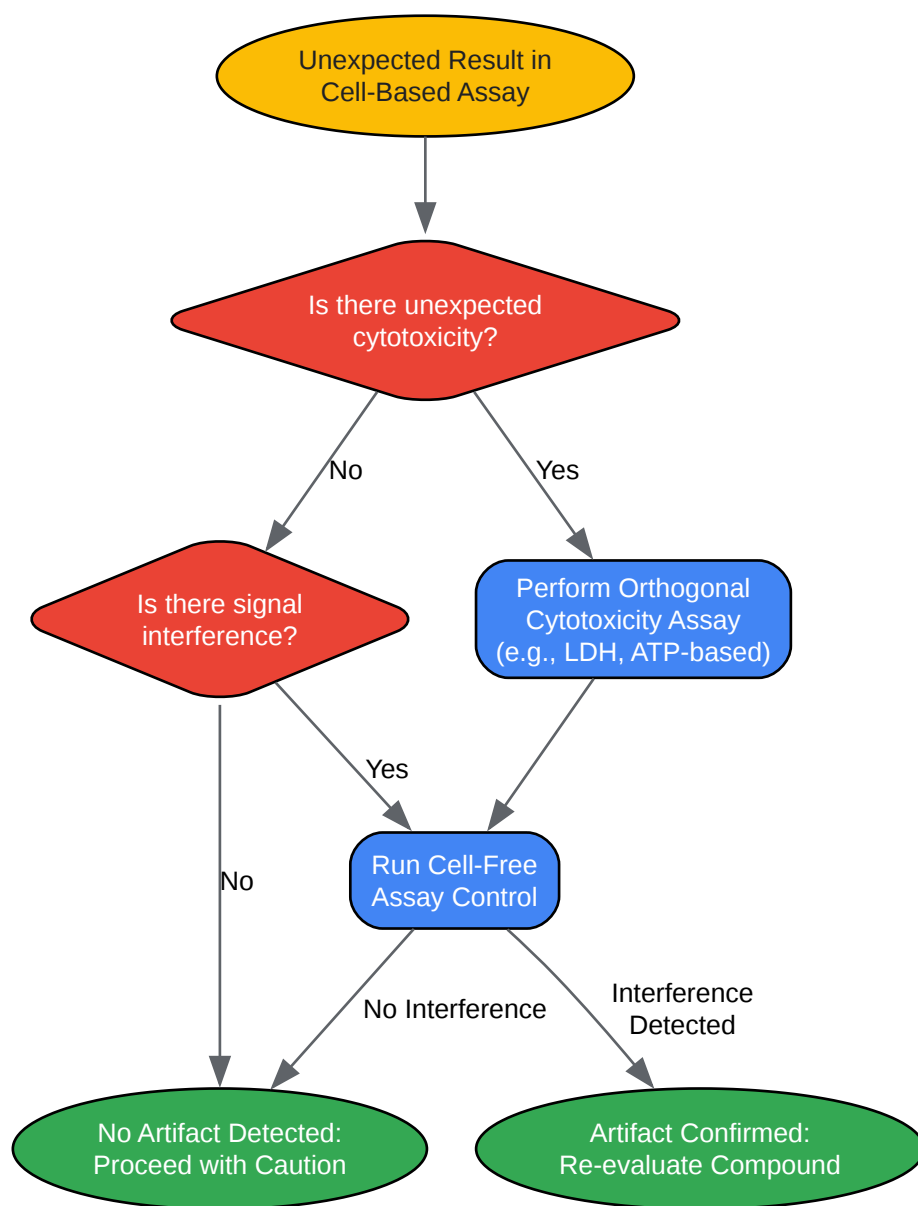 Unexpected Result in
Cell-Based Assay
Is there unexpected
cytotoxicity?
No
Yes
Is there signal
interference?
Perform Orthogonal
Cytotoxicity Assay
(e.g., LDH, ATP-based)
Yes
No
Run Cell-Free
Assay Control
No Interference
Interference
Detected
No Artifact Detected:
Proceed with Caution
Artifact Confirmed:
Re-evaluate Compound